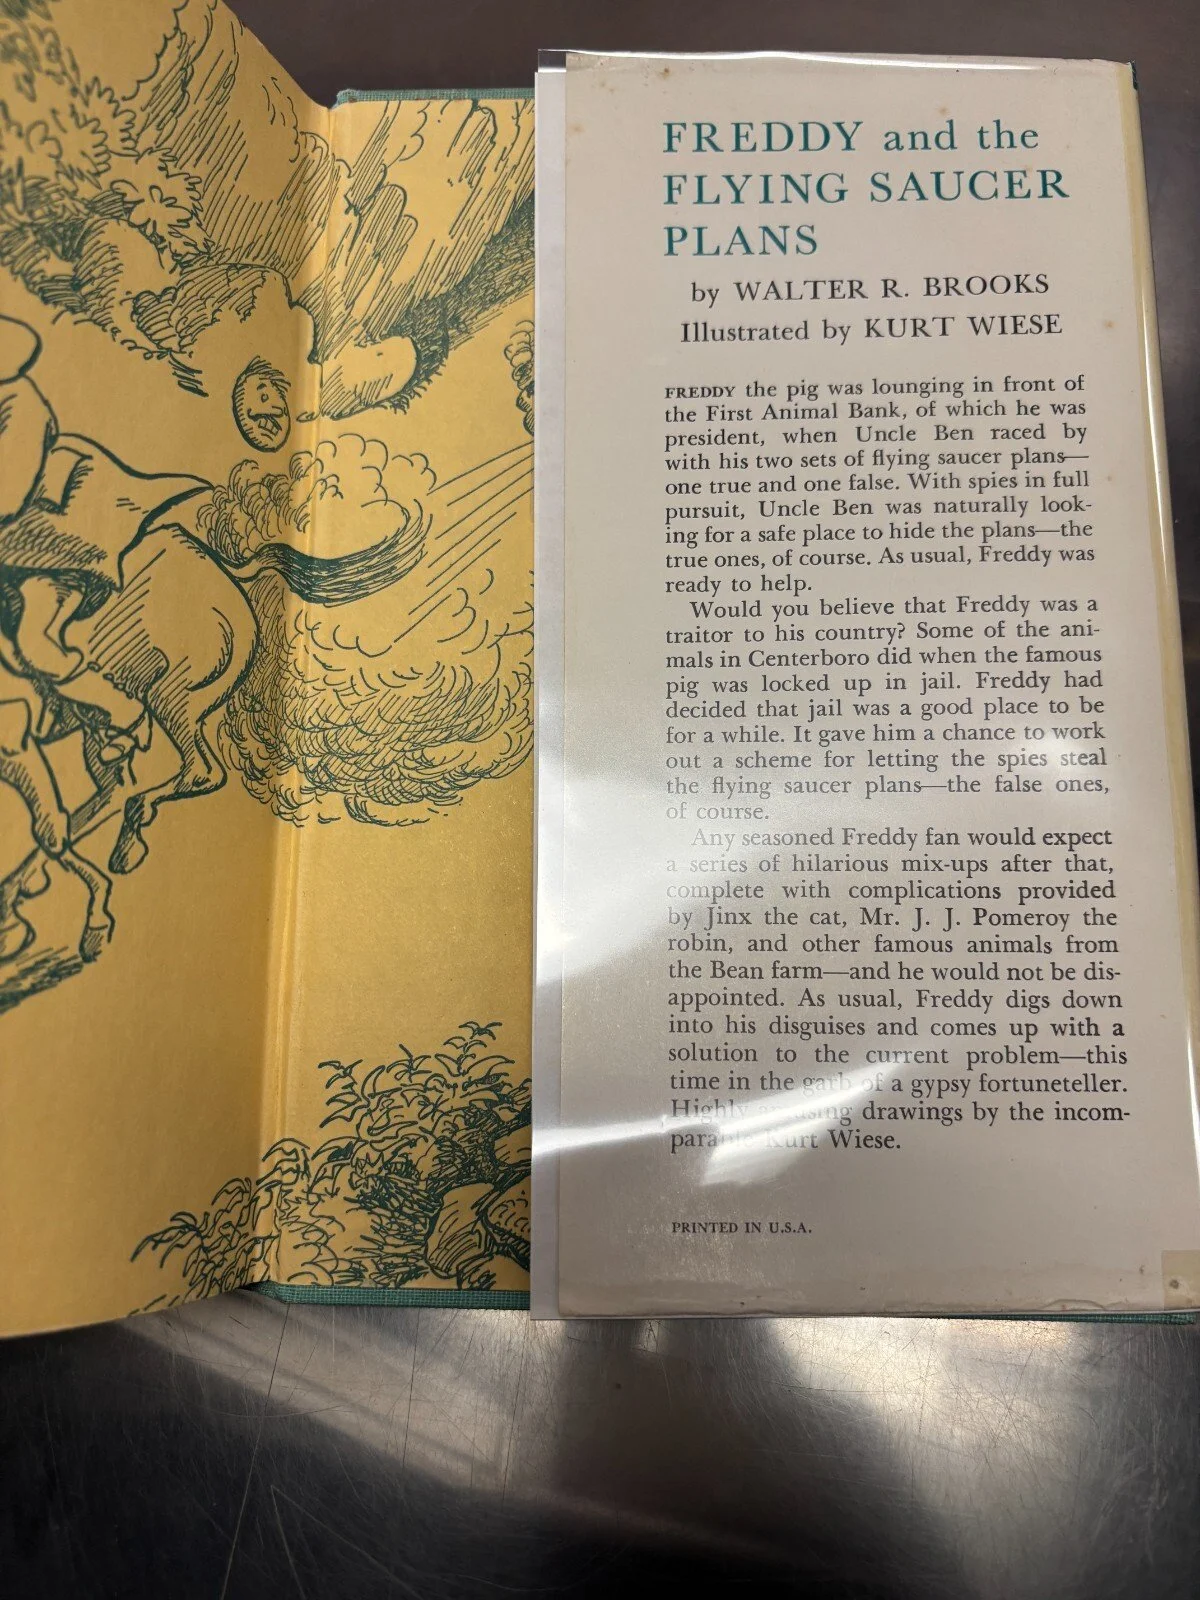 FREDDY and the
FLYING SAUCER
PLANS
by WALTER R. BROOKS
Illustrated by KURT WIESE
FREDDY the pig was lounging in front of
the First Animal Bank, of which he was
president, when Uncle Ben raced by
with his two sets of flying saucer plans—
one true and one false. With spies in full
pursuit, Uncle Ben was naturally look-
ing for a safe place to hide the plans—the
true ones, of course. As usual, Freddy was
ready to help.
Would you believe that Freddy was a
traitor to his country? Some of the ani-
mals in Centerboro did when the famous
pig was locked up in jail. Freddy had
decided that jail was a good place to be
for a while. It gave him a chance to work
out a scheme for letting the spies steal
the flying saucer plans—the false ones,
of course.
Any seasoned Freddy fan would expect
a series of hilarious mix-ups after that,
complete with complications provided
by Jinx the cat, Mr. J. J. Pomeroy the
robin, and other famous animals from
the Bean farm—and he would not be dis-
appointed. As usual, Freddy digs down
into his disguises and comes up with a
solution to the current problem—this
time in the garb of a gypsy fortuneteller.
Highly amusing drawings by the incom-
parable Kurt Wiese.
PRINTED IN U.S.A.